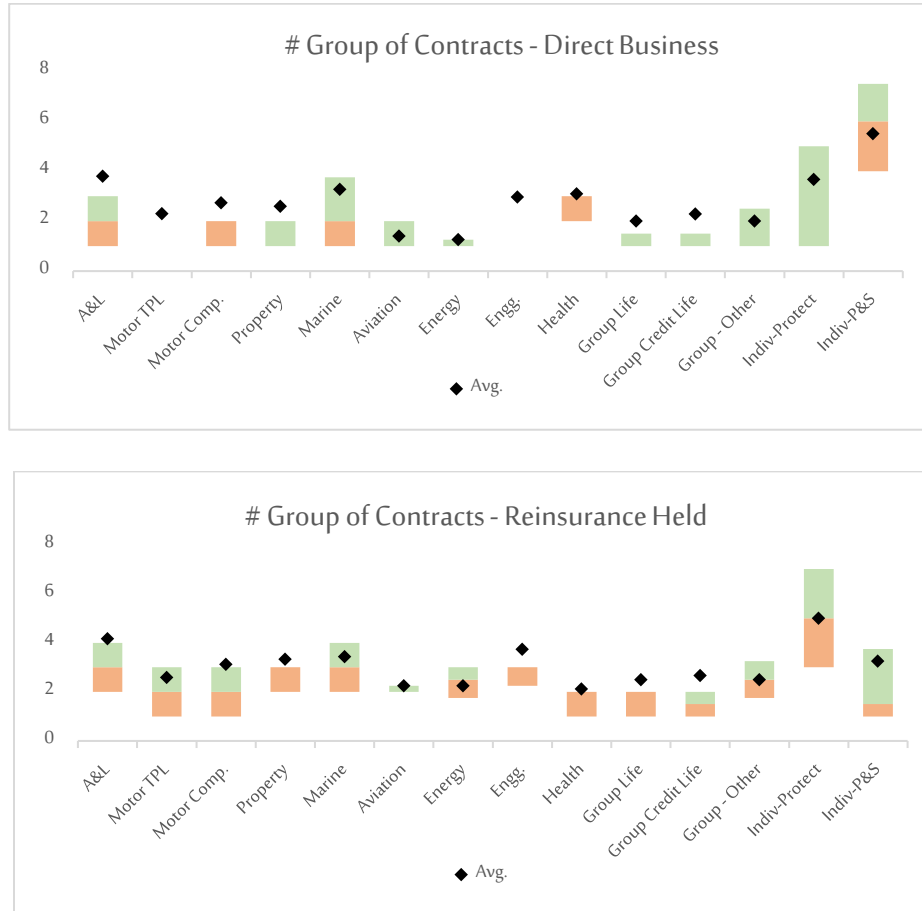 # Group of Contracts - Direct Business
8
6
4
2
0
A&L
Motor TPL
Motor Comp.
Property
Marine
Aviation
Energy
Engg.
Health
Group Life
Group Credit Life
Group - Other
Indiv-Protect
Indiv-P&S
Avg.
# Group of Contracts - Reinsurance Held
8
6
4
2
0
A&L
Motor TPL
Motor Comp.
Property
Marine
Aviation
Energy
Engg.
Health
Group Life
Group Credit Life
Group - Other
Indiv-Protect
Indiv-P&S
Avg.